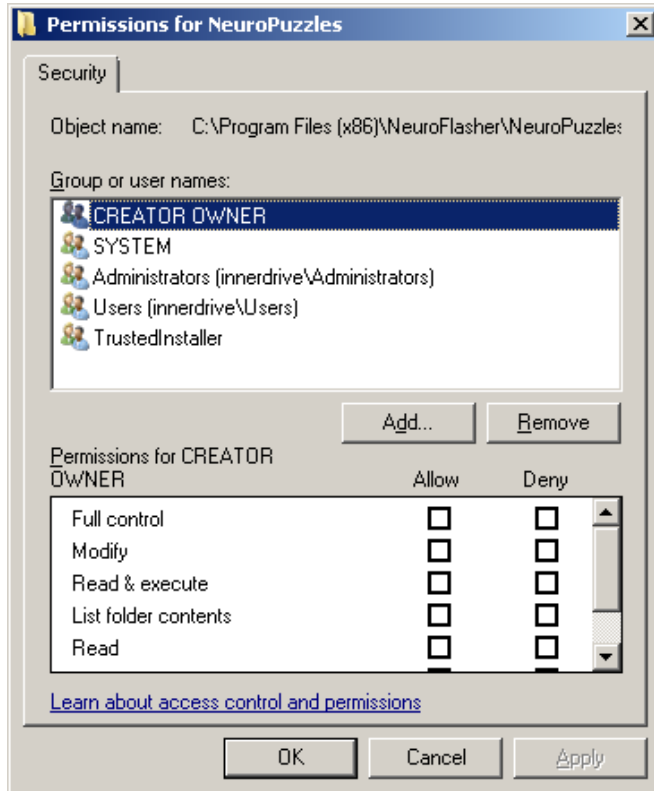 Permissions for NeuroPuzzles
Security
Object name: C:\Program Files (x86)\NeuroFlasher\NeuroPuzzles
Group or user names:
CREATOR OWNER
SYSTEM
Administrators (innerdrive\Administrators)
Users (innerdrive\Users)
TrustedInstaller
Add... Remove
Permissions for CREATOR
OWNER Allow Deny
Full control
Modify
Read & execute
List folder contents
Read
Learn about access control and permissions
OK Cancel Apply